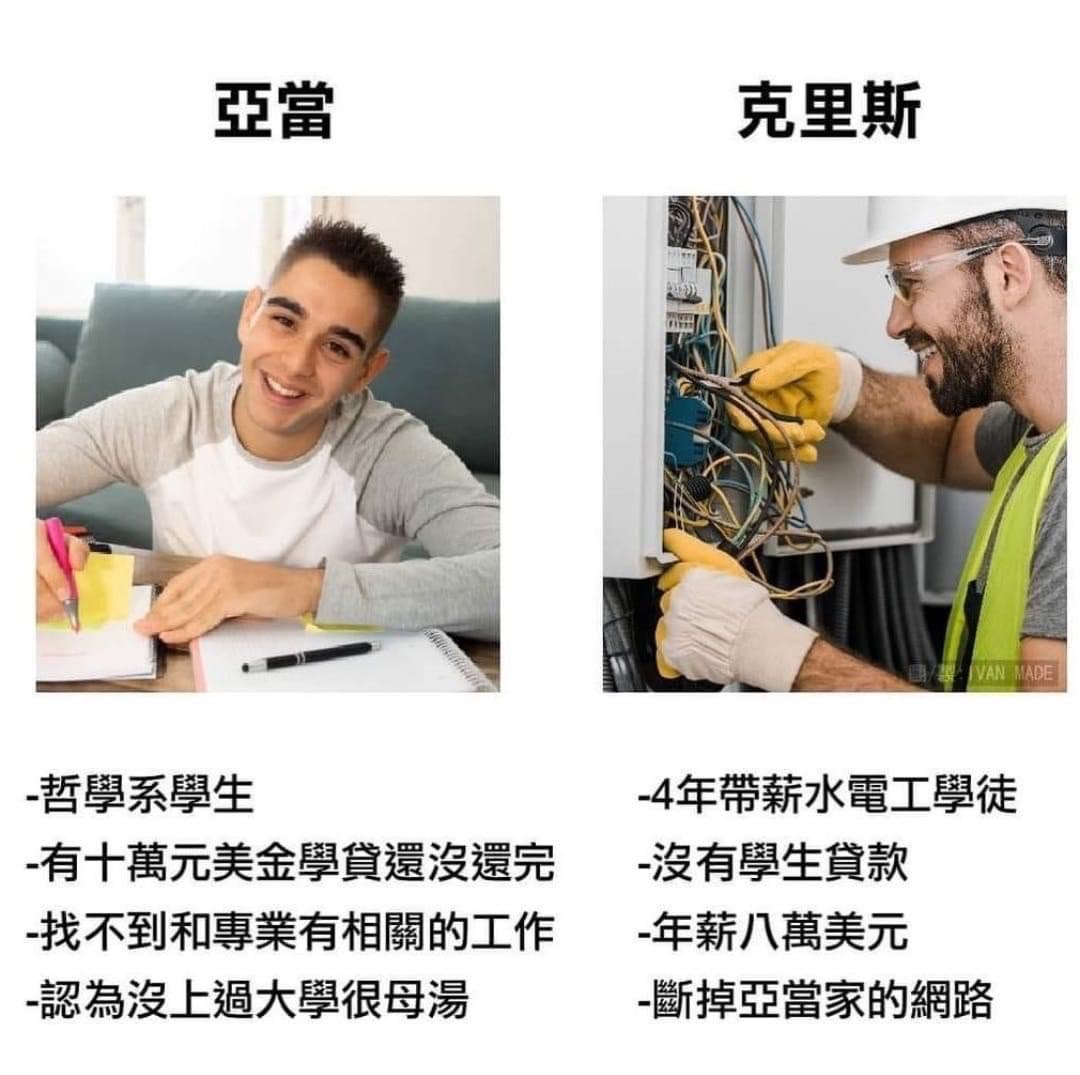 亞當
克里斯
IVAN MADE
-哲學系學生
-有十萬元美金學貸還沒還完
-找不到和專業有相關的工作
-認為沒上過大學很母湯
-4年帶薪水電工學徒
-沒有學生貸款
-年薪八萬美元
-斷掉亞當家的網路